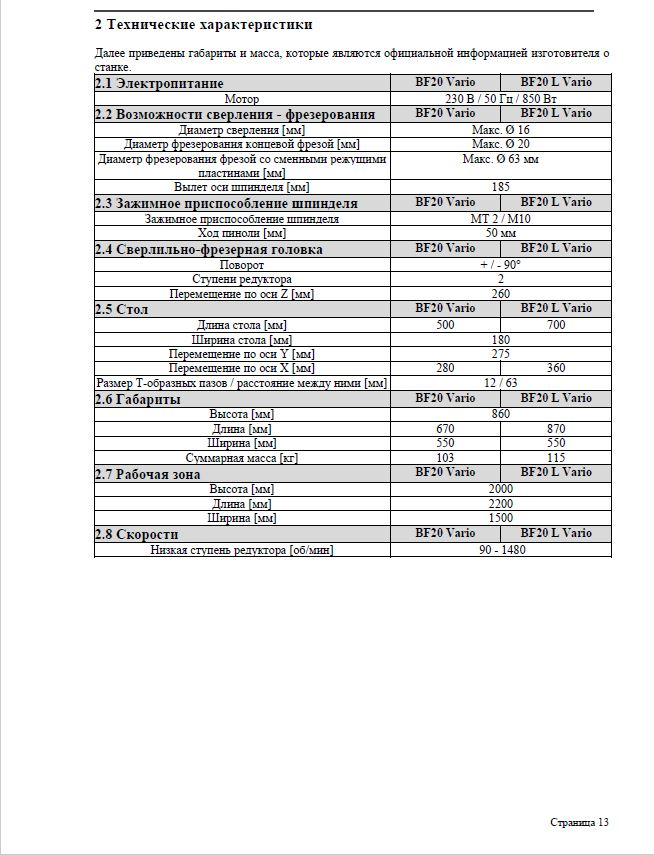 2 Технические характеристики
Далее приведены габариты и масса, которые являются официальной информацией изготовителя о
станке.
2.1 Электропитание BF20 Vario BF20 L Vario
Мотор 230 В / 50 Гц / 850 Вт
2.2 Возможности сверления - фрезерования BF20 Vario BF20 L Vario
Диаметр сверления [мм] Макс. Ø 16
Диаметр фрезерования концевой фрезой [мм] Макс. Ø 20
Диаметр фрезерования фрезой со сменными режущими Макс. Ø 63 мм
пластинами [мм]
Вылет оси шпинделя [мм] 185
2.3 Зажимное приспособление шпинделя BF20 Vario BF20 L Vario
Зажимное приспособление шпинделя MT 2 / M10
Ход пиноли [мм] 50 мм
2.4 Сверлильно-фрезерная головка BF20 Vario BF20 L Vario
Поворот + / - 90°
Ступени редуктора 2
Перемещение по оси Z [мм] 260
2.5 Стол BF20 Vario BF20 L Vario
Длина стола [мм] 500 700
Ширина стола [мм] 180
Перемещение по оси Y [мм] 275
Перемещение по оси X [мм] 280 360
Размер Т-образных пазов / расстояние между ними [мм] 12 / 63
2.6 Габариты BF20 Vario BF20 L Vario
Высота [мм] 860
Длина [мм] 670 870
Ширина [мм] 550 550
Суммарная масса [кг] 103 115
2.7 Рабочая зона BF20 Vario BF20 L Vario
Высота [мм] 2000
Длина [мм] 2200
Ширина [мм] 1500
2.8 Скорости BF20 Vario BF20 L Vario
Низкая ступень редуктора [об/мин] 90 - 1480
Страница 13